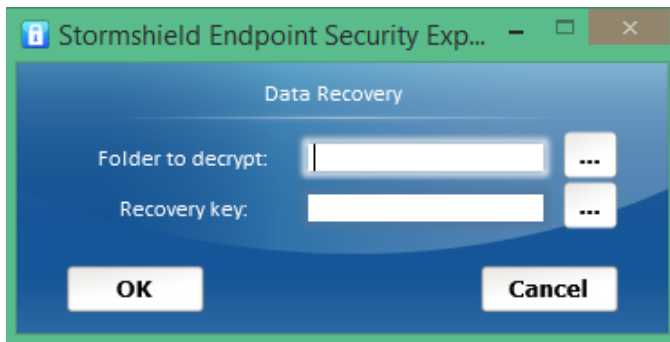 Stormshield Endpoint Security Exp...
Data Recovery
Folder to decrypt: ...
Recovery key: ...
OK Cancel